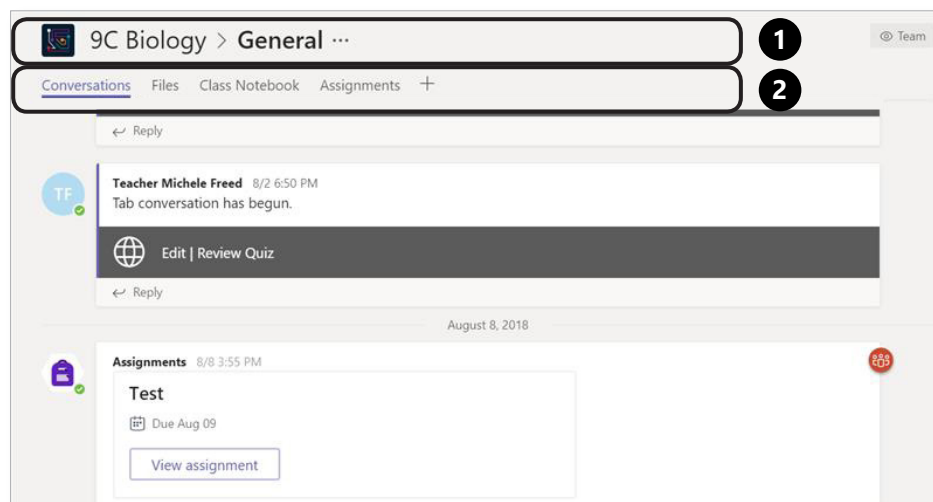 9C Biology > General ...
1
Team
Conversations Files Class Notebook Assignments +
2
Reply
TF
Teacher Michele Freed 8/2 6:50 PM
Tab conversation has begun.
Edit | Review Quiz
Reply
August 8, 2018
Assignments 8/8 3:55 PM
Test
Due Aug 09
View assignment